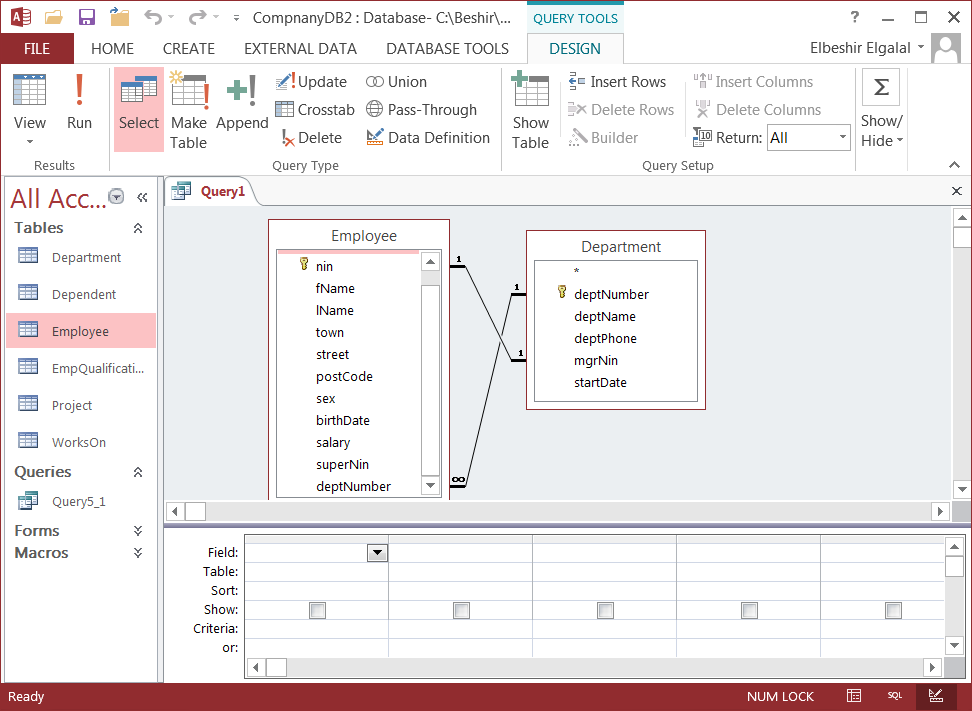 CompnanyDB2 : Database- C:\Beshir\...
QUERY TOOLS
?
FILE
HOME
CREATE
EXTERNAL DATA
DATABASE TOOLS
DESIGN
Elbeshir Elgalal
View
Run
Results
Select
Make
Table
Append
Update
Crosstab
Delete
Union
Pass-Through
Data Definition
Query Type
Show
Table
Insert Rows
Delete Rows
Builder
Insert Columns
Delete Columns
Return: All
Query Setup
Σ
Show/
Hide
All Acc...
Tables
Department
Dependent
Employee
EmpQualificati...
Project
WorksOn
Queries
Query5_1
Forms
Macros
Query1
Employee
nin
fName
lName
town
street
postCode
sex
birthDate
salary
superNin
deptNumber
1
1
1
∞
Department
*
deptNumber
deptName
deptPhone
mgrNin
startDate
Field:
Table:
Sort:
Show:
Criteria:
or:
Ready
NUM LOCK
SQL